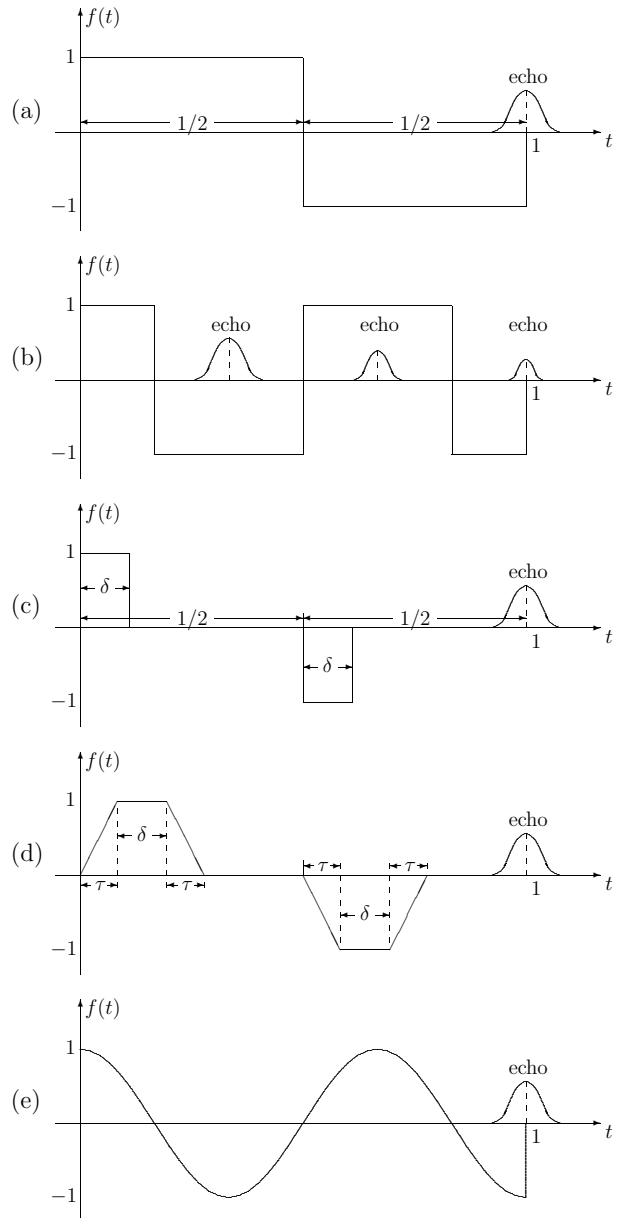 f(t)
1
echo
(a)
1/2 1/2
1
t
−1
f(t)
1
echo echo echo
(b)
1
t
−1
f(t)
1
δ
echo
(c)
1/2 1/2
1
t
δ
−1
f(t)
1
echo
δ
(d)
τ τ
τ τ
1
t
δ
−1
f(t)
1
echo
(e)
1
t
−1